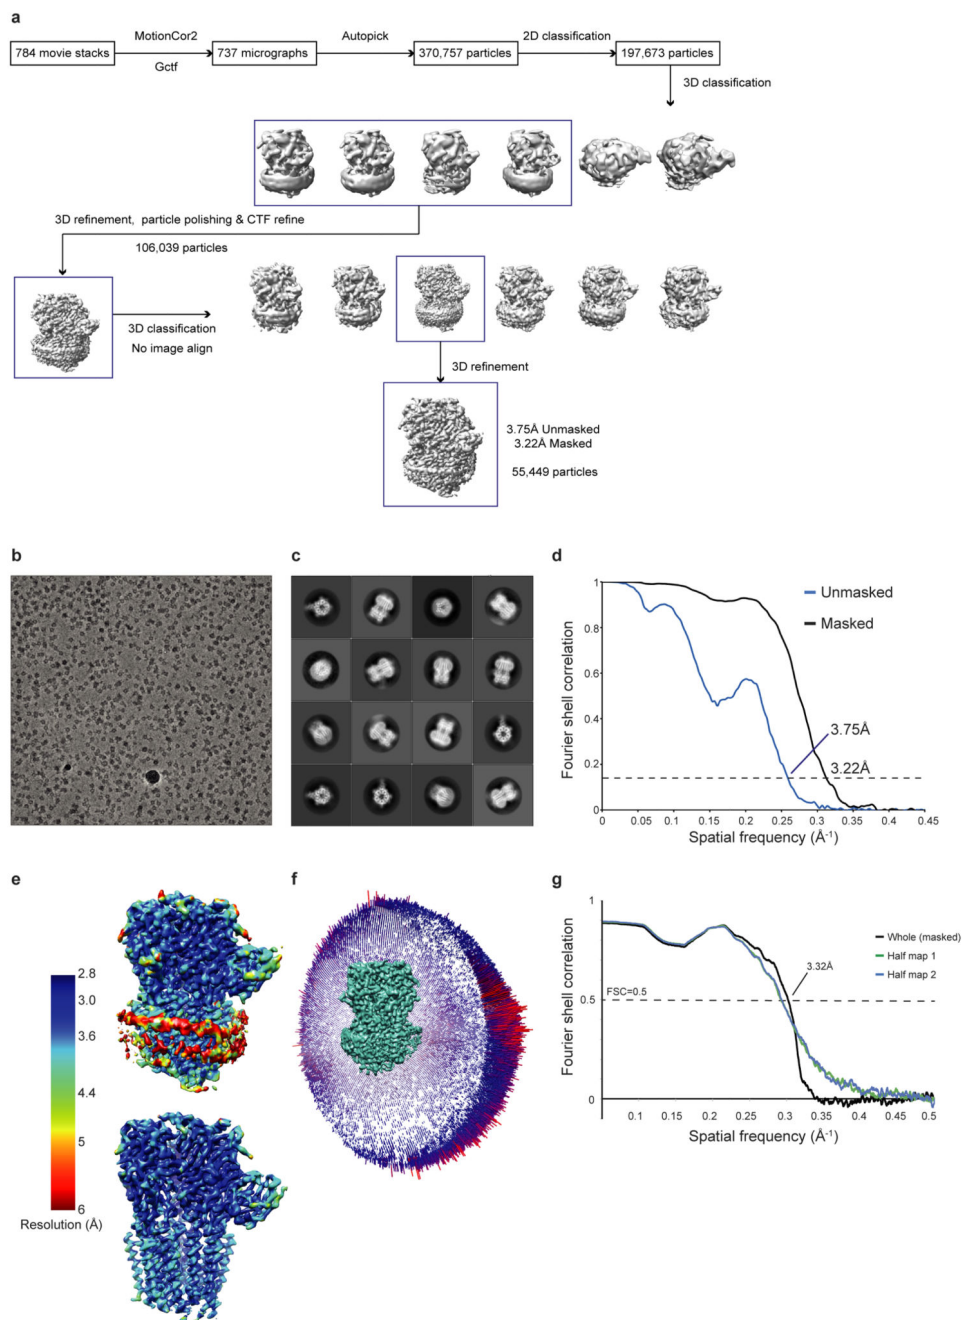 a
MotionCor2
Autopick
2D classification
784 movie stacks
737 micrographs
370,757 particles
197,673 particles
Gctf
3D classification
3D refinement, particle polishing & CTF refine
106,039 particles
3D classification
No image align
3D refinement
3.75Å Unmasked
3.22Å Masked
55,449 particles
b
c
d
Fourier shell correlation
1
0.8
0.6
0.4
0.2
0
Unmasked
Masked
3.75Å
3.22Å
0 0.05 0.1 0.15 0.2 0.25 0.3 0.35 0.4 0.45
Spatial frequency (Å-1)
e
2.8
3.0
3.6
4.4
5
6
Resolution (Å)
f
g
Fourier shell correlation
1
0.5
0
Whole (masked)
Half map 1
Half map 2
3.32Å
FSC=0.5
0.1 0.15 0.2 0.25 0.3 0.35 0.4 0.45 0.5
Spatial frequency (Å-1)